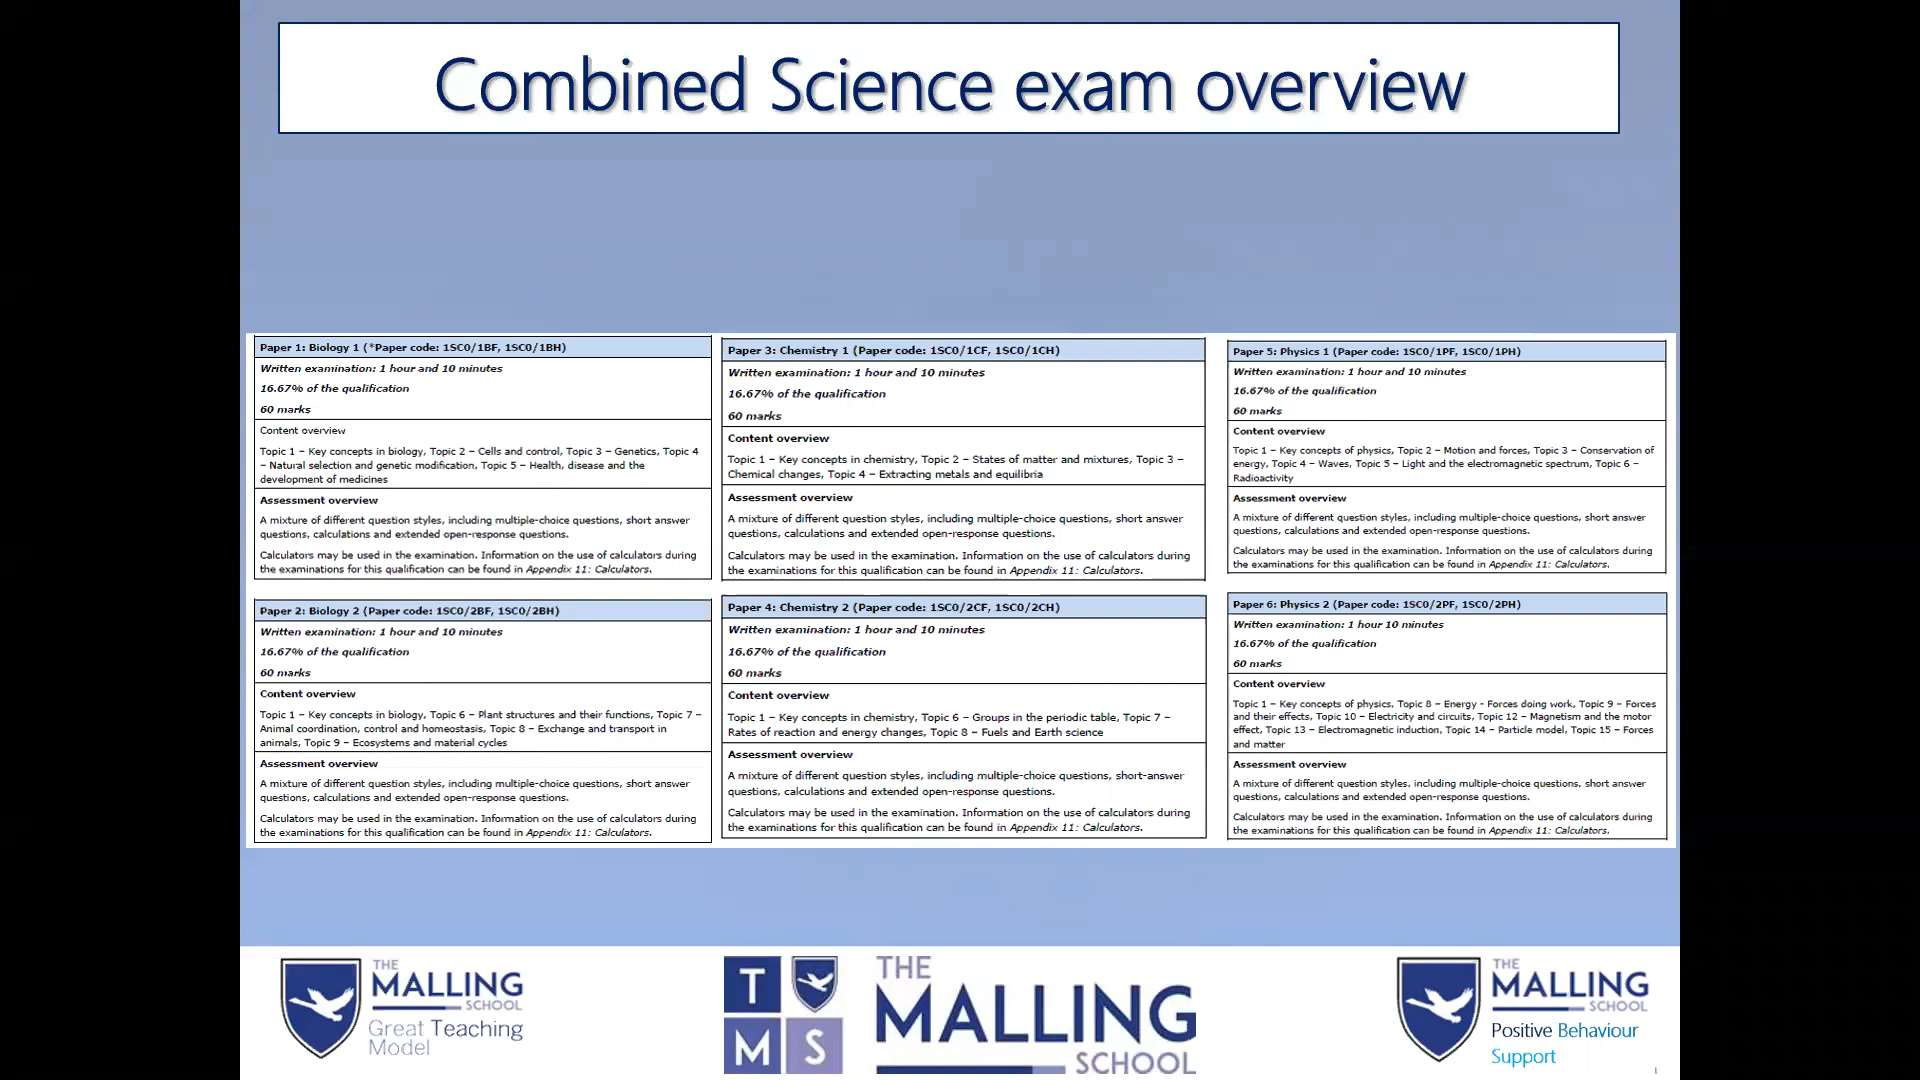 Combined Science exam overview
Paper 1: Biology 1 (*Paper code: 1SC0/1BF, 1SC0/1BH)
Written examination: 1 hour and 10 minutes
16.67% of the qualification
60 marks
Content overview
Topic 1 – Key concepts in biology, Topic 2 – Cells and control, Topic 3 – Genetics, Topic 4
– Natural selection and genetic modification, Topic 5 – Health, disease and the
development of medicines
Assessment overview
A mixture of different question styles, including multiple-choice questions, short answer
questions, calculations and extended open-response questions.
Calculators may be used in the examination. Information on the use of calculators during
the examinations for this qualification can be found in Appendix 11: Calculators.
Paper 2: Biology 2 (Paper code: 1SC0/2BF, 1SC0/2BH)
Written examination: 1 hour and 10 minutes
16.67% of the qualification
60 marks
Content overview
Topic 1 – Key concepts in biology, Topic 6 – Plant structures and their functions, Topic 7 –
Animal coordination, control and homeostasis, Topic 8 – Exchange and transport in
animals, Topic 9 – Ecosystems and material cycles
Assessment overview
A mixture of different question styles, including multiple-choice questions, short answer
questions, calculations and extended open-response questions.
Calculators may be used in the examination. Information on the use of calculators during
the examinations for this qualification can be found in Appendix 11: Calculators.
Paper 3: Chemistry 1 (Paper code: 1SC0/1CF, 1SC0/1CH)
Written examination: 1 hour and 10 minutes
16.67% of the qualification
60 marks
Content overview
Topic 1 – Key concepts in chemistry, Topic 2 – States of matter and mixtures, Topic 3 –
Chemical changes, Topic 4 – Extracting metals and equilibria
Assessment overview
A mixture of different question styles, including multiple-choice questions, short answer
questions, calculations and extended open-response questions.
Calculators may be used in the examination. Information on the use of calculators during
the examinations for this qualification can be found in Appendix 11: Calculators.
Paper 4: Chemistry 2 (Paper code: 1SC0/2CF, 1SC0/2CH)
Written examination: 1 hour and 10 minutes
16.67% of the qualification
60 marks
Content overview
Topic 1 – Key concepts in chemistry, Topic 6 – Groups in the periodic table, Topic 7 –
Rates of reaction and energy changes, Topic 8 – Fuels and Earth science
Assessment overview
A mixture of different question styles, including multiple-choice questions, short-answer
questions, calculations and extended open-response questions.
Calculators may be used in the examination. Information on the use of calculators during
the examinations for this qualification can be found in Appendix 11: Calculators.
Paper 5: Physics 1 (Paper code: 1SC0/1PF, 1SC0/1PH)
Written examination: 1 hour and 10 minutes
16.67% of the qualification
60 marks
Content overview
Topic 1 – Key concepts of physics, Topic 2 – Motion and forces, Topic 3 – Conservation of
energy, Topic 4 – Waves, Topic 5 – Light and the electromagnetic spectrum, Topic 6 –
Radioactivity
Assessment overview
A mixture of different question styles, including multiple-choice questions, short answer
questions, calculations and extended open-response questions.
Calculators may be used in the examination. Information on the use of calculators during
the examinations for this qualification can be found in Appendix 11: Calculators.
Paper 6: Physics 2 (Paper code: 1SC0/2PF, 1SC0/2PH)
Written examination: 1 hour 10 minutes
16.67% of the qualification
60 marks
Content overview
Topic 1 – Key concepts of physics, Topic 8 – Energy - Forces doing work, Topic 9 – Forces
and their effects, Topic 10 – Electricity and circuits, Topic 12 – Magnetism and the motor
effect, Topic 13 – Electromagnetic induction, Topic 14 – Particle model, Topic 15 – Forces
and matter
Assessment overview
A mixture of different question styles, including multiple-choice questions, short answer
questions, calculations and extended open-response questions.
Calculators may be used in the examination. Information on the use of calculators during
the examinations for this qualification can be found in Appendix 11: Calculators.
THE
MALLING
SCHOOL
Great Teaching
Model
T
M S
THE
MALLING
SCHOOL
THE
MALLING
SCHOOL
Positive Behaviour
Support
1